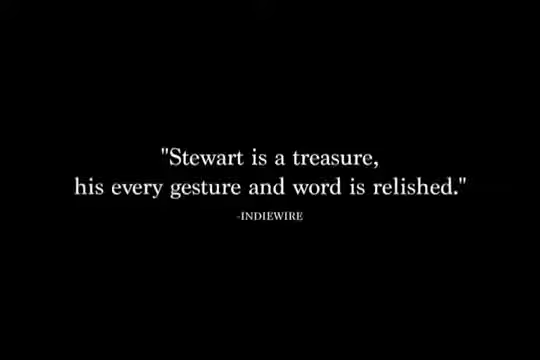 "Stewart is a treasure,
his every gesture and word is relished."
-INDIEWIRE